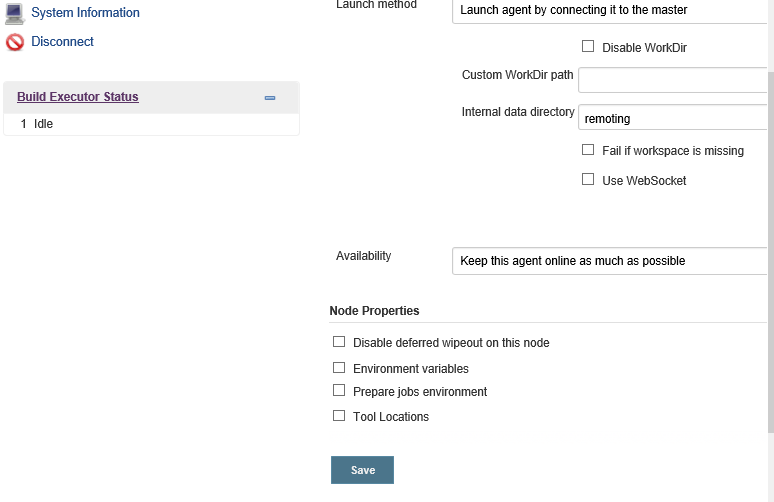 System Information
Disconnect
Build Executor Status
1 Idle
Launch method
Launch agent by connecting it to the master
Disable WorkDir
Custom WorkDir path
Internal data directory
remoting
Fail if workspace is missing
Use WebSocket
Availability
Keep this agent online as much as possible
Node Properties
Disable deferred wipeout on this node
Environment variables
Prepare jobs environment
Tool Locations
Save